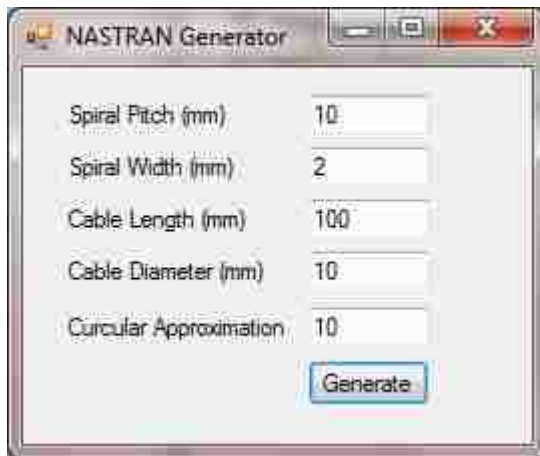 NASTRAN Generator
Spiral Pitch (mm) 10
Spiral Width (mm) 2
Cable Length (mm) 100
Cable Diameter (mm) 10
Curcular Approximation 10
Generate